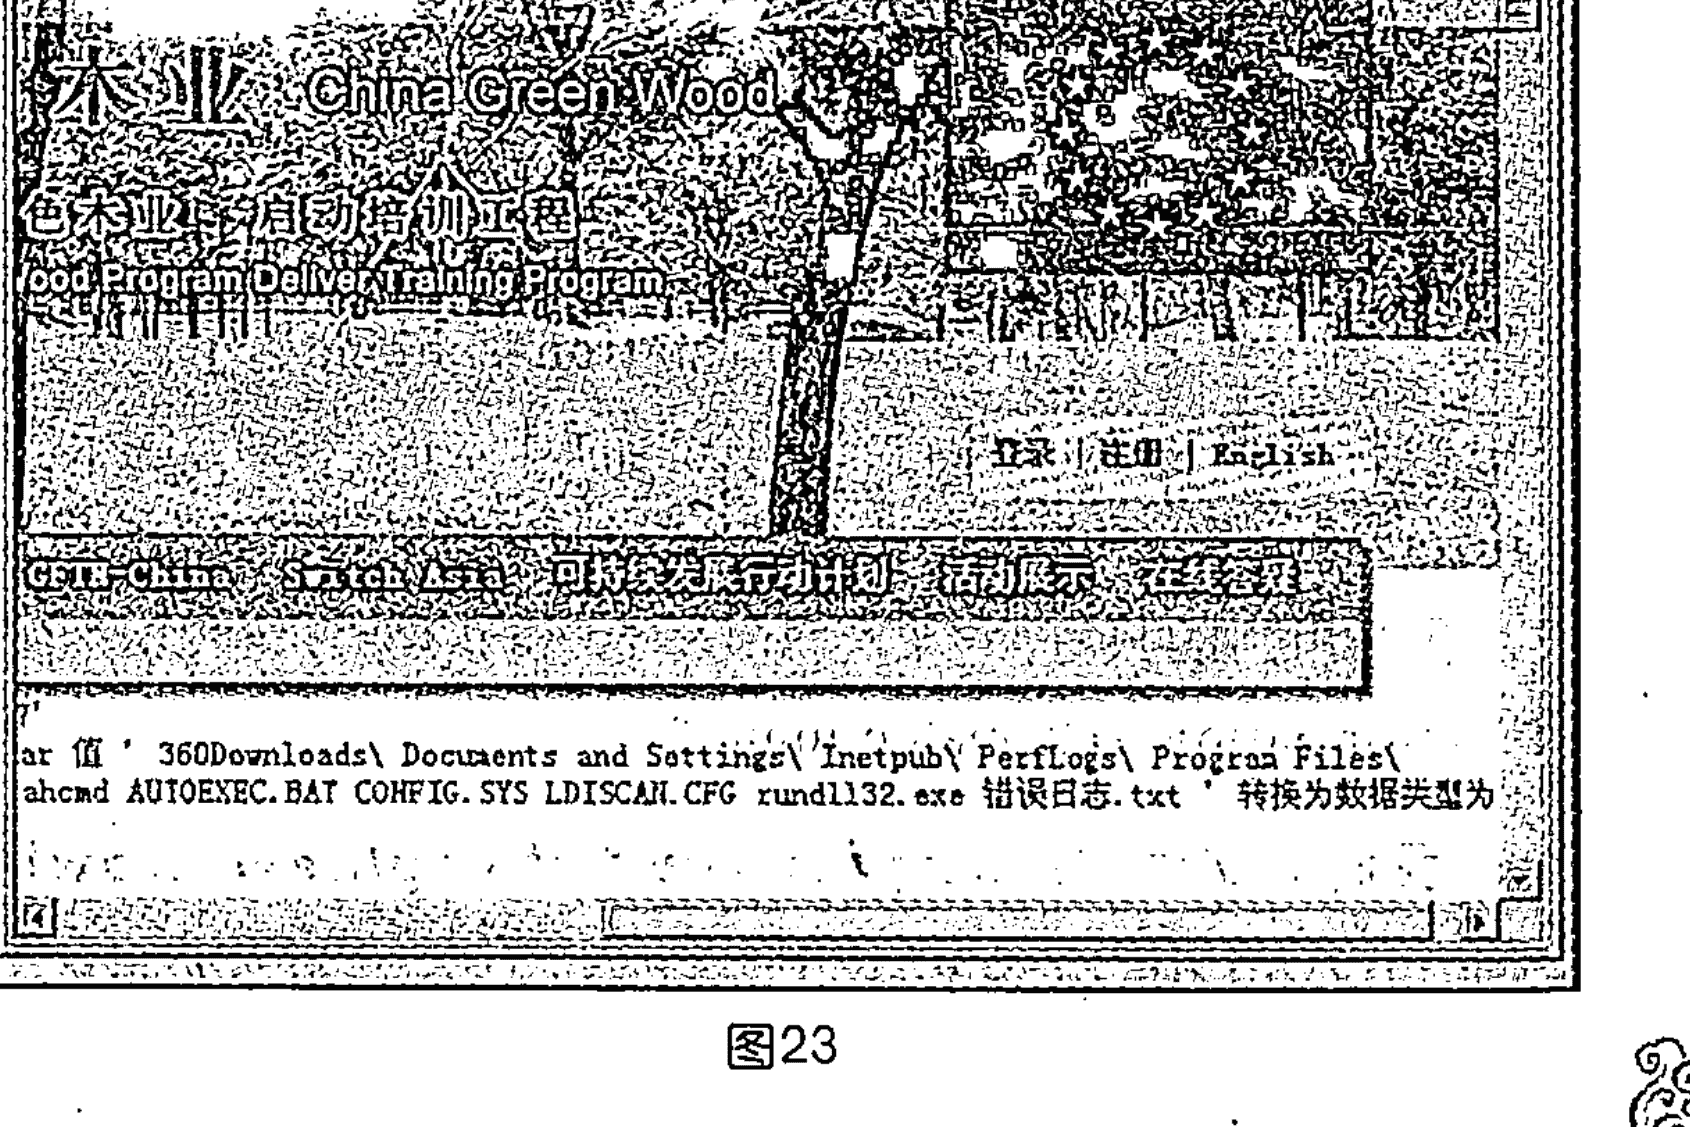 木业 China Green Wood
色木业 启动培训工程
ood Program Deliver Training Program
登录 | 注册 | English
GFTN-China Switch Asia 可持续发展行动计划 活动展示 在线答疑
7'
ar 值 ' 360Downloads\ Documents and Settings\ Inetpub\ PerfLogs\ Program Files\
ahcmd AUTOEXEC.BAT CONFIG.SYS LDISCAN.CFG rundll32.exe 错误日志.txt ' 转换为数据类型为
图23